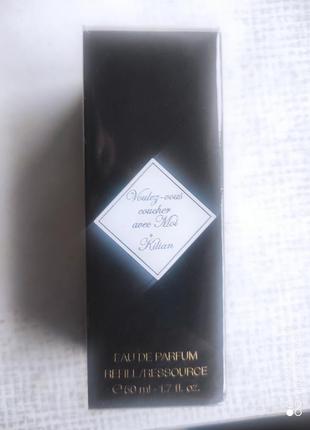 Voulez-vous
coucher
avec Moi
Kilian
EAU DE PARFUM
REFILL/RESSOURCE
℮ 50 ml - 1.7 fl. oz.